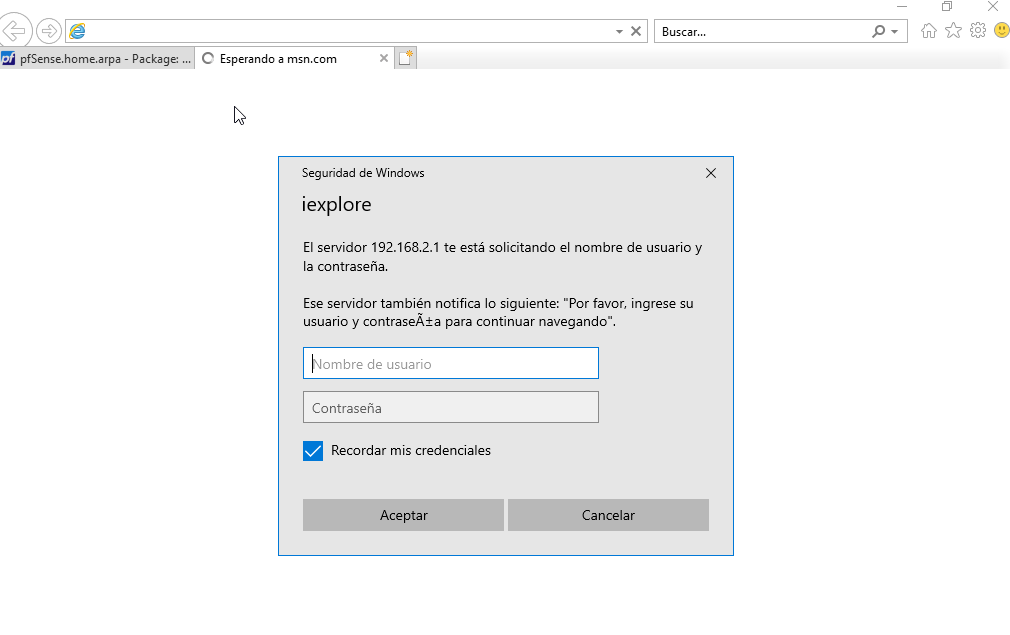 Buscar...
pf pfSense.home.arpa - Package: ...
Esperando a msn.com
Seguridad de Windows
iexplore
El servidor 192.168.2.1 te está solicitando el nombre de usuario y
la contraseña.
Ese servidor también notifica lo siguiente: "Por favor, ingrese su
usuario y contraseÃ±a para continuar navegando".
Nombre de usuario
Contraseña
Recordar mis credenciales
Aceptar
Cancelar